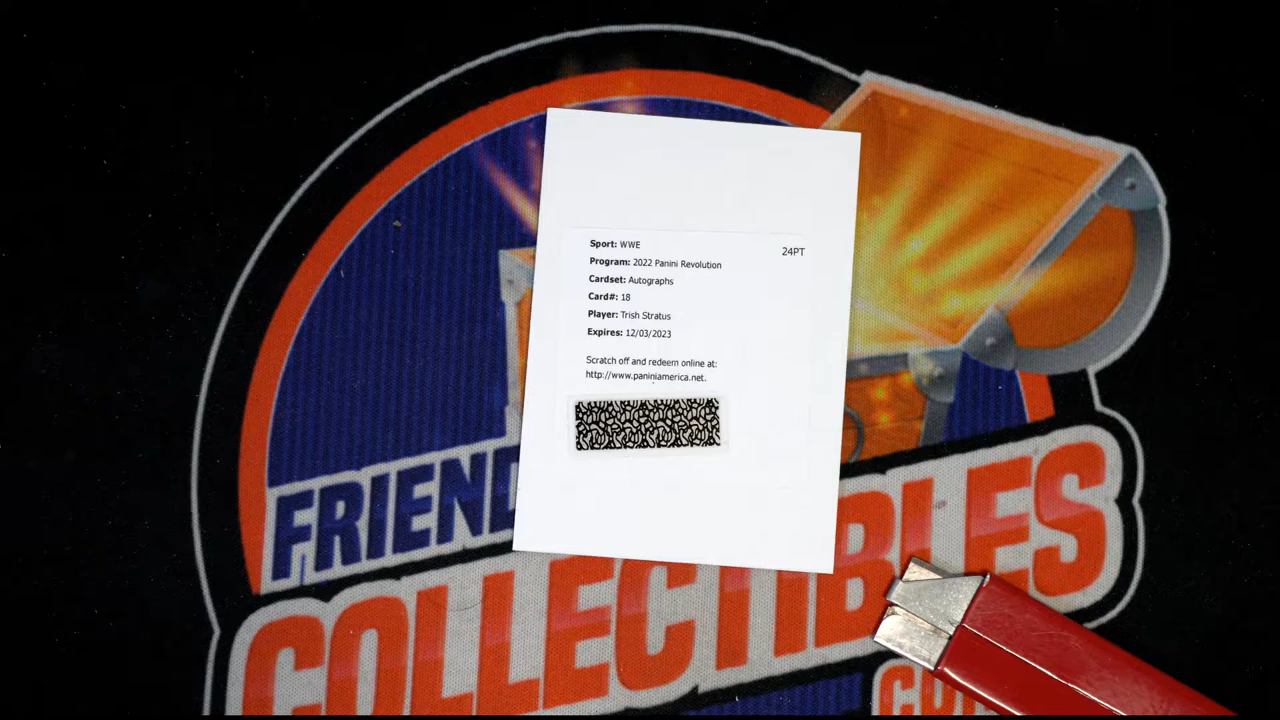 Sport: WWE
24PT
Program: 2022 Panini Revolution
Cardset: Autographs
Card#: 18
Player: Trish Stratus
Expires: 12/03/2023
Scratch off and redeem online at:
http://www.paniniamerica.net.
FRIEND
COLLECTIBLES
CO